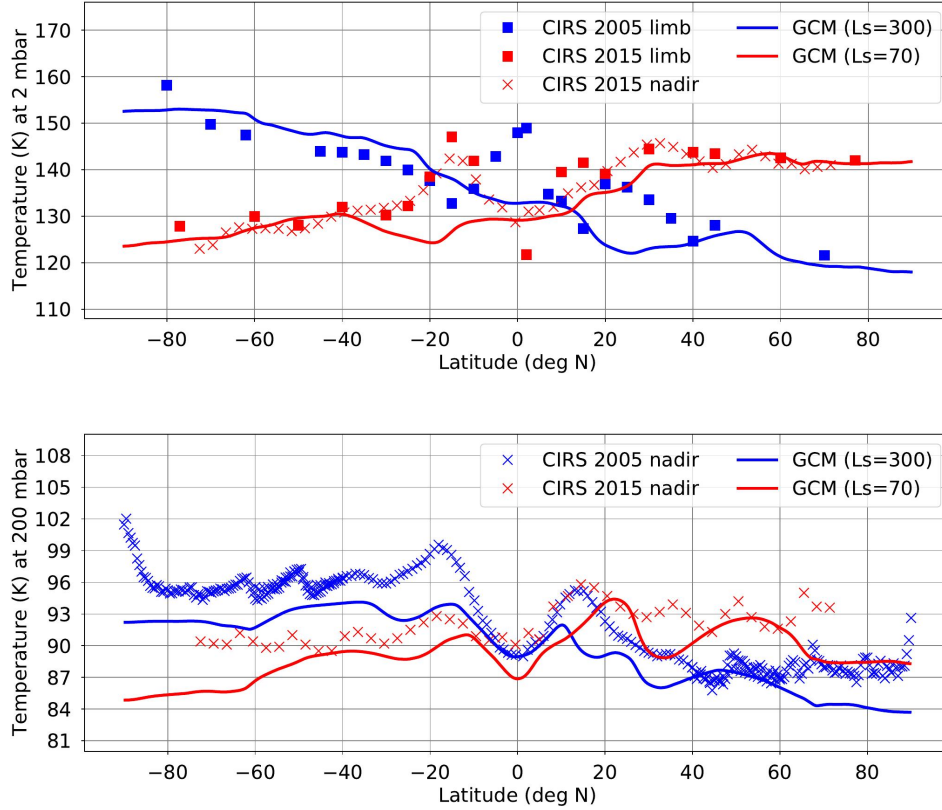 170
160
150
140
130
120
110
Temperature (K) at 2 mbar
CIRS 2005 limb
CIRS 2015 limb
CIRS 2015 nadir
GCM (Ls=300)
GCM (Ls=70)
−80 −60 −40 −20 0 20 40 60 80
Latitude (deg N)
108
105
102
99
96
93
90
87
84
81
Temperature (K) at 200 mbar
CIRS 2005 nadir
CIRS 2015 nadir
GCM (Ls=300)
GCM (Ls=70)
−80 −60 −40 −20 0 20 40 60 80
Latitude (deg N)